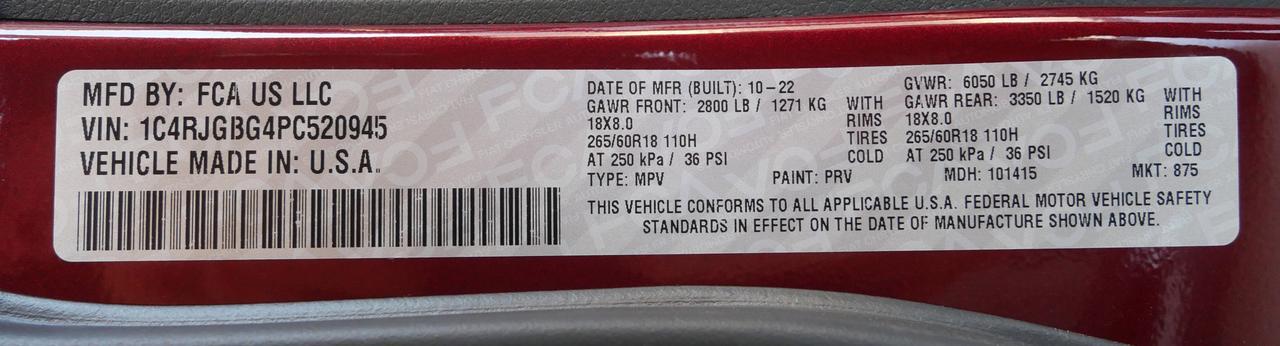 MFD BY: FCA US LLC
VIN: 1C4RJGBG4PC520945
VEHICLE MADE IN: U.S.A.
DATE OF MFR (BUILT): 10-22
GAWR FRONT: 2800 LB / 1271 KG WITH
18X8.0 RIMS
265/60R18 110H TIRES
AT 250 kPa / 36 PSI COLD
GVWR: 6050 LB / 2745 KG
GAWR REAR: 3350 LB / 1520 KG WITH
18X8.0 RIMS
265/60R18 110H TIRES
AT 250 kPa / 36 PSI COLD
TYPE: MPV PAINT: PRV MDH: 101415 MKT: 875
THIS VEHICLE CONFORMS TO ALL APPLICABLE U.S.A. FEDERAL MOTOR VEHICLE SAFETY
STANDARDS IN EFFECT ON THE DATE OF MANUFACTURE SHOWN ABOVE.